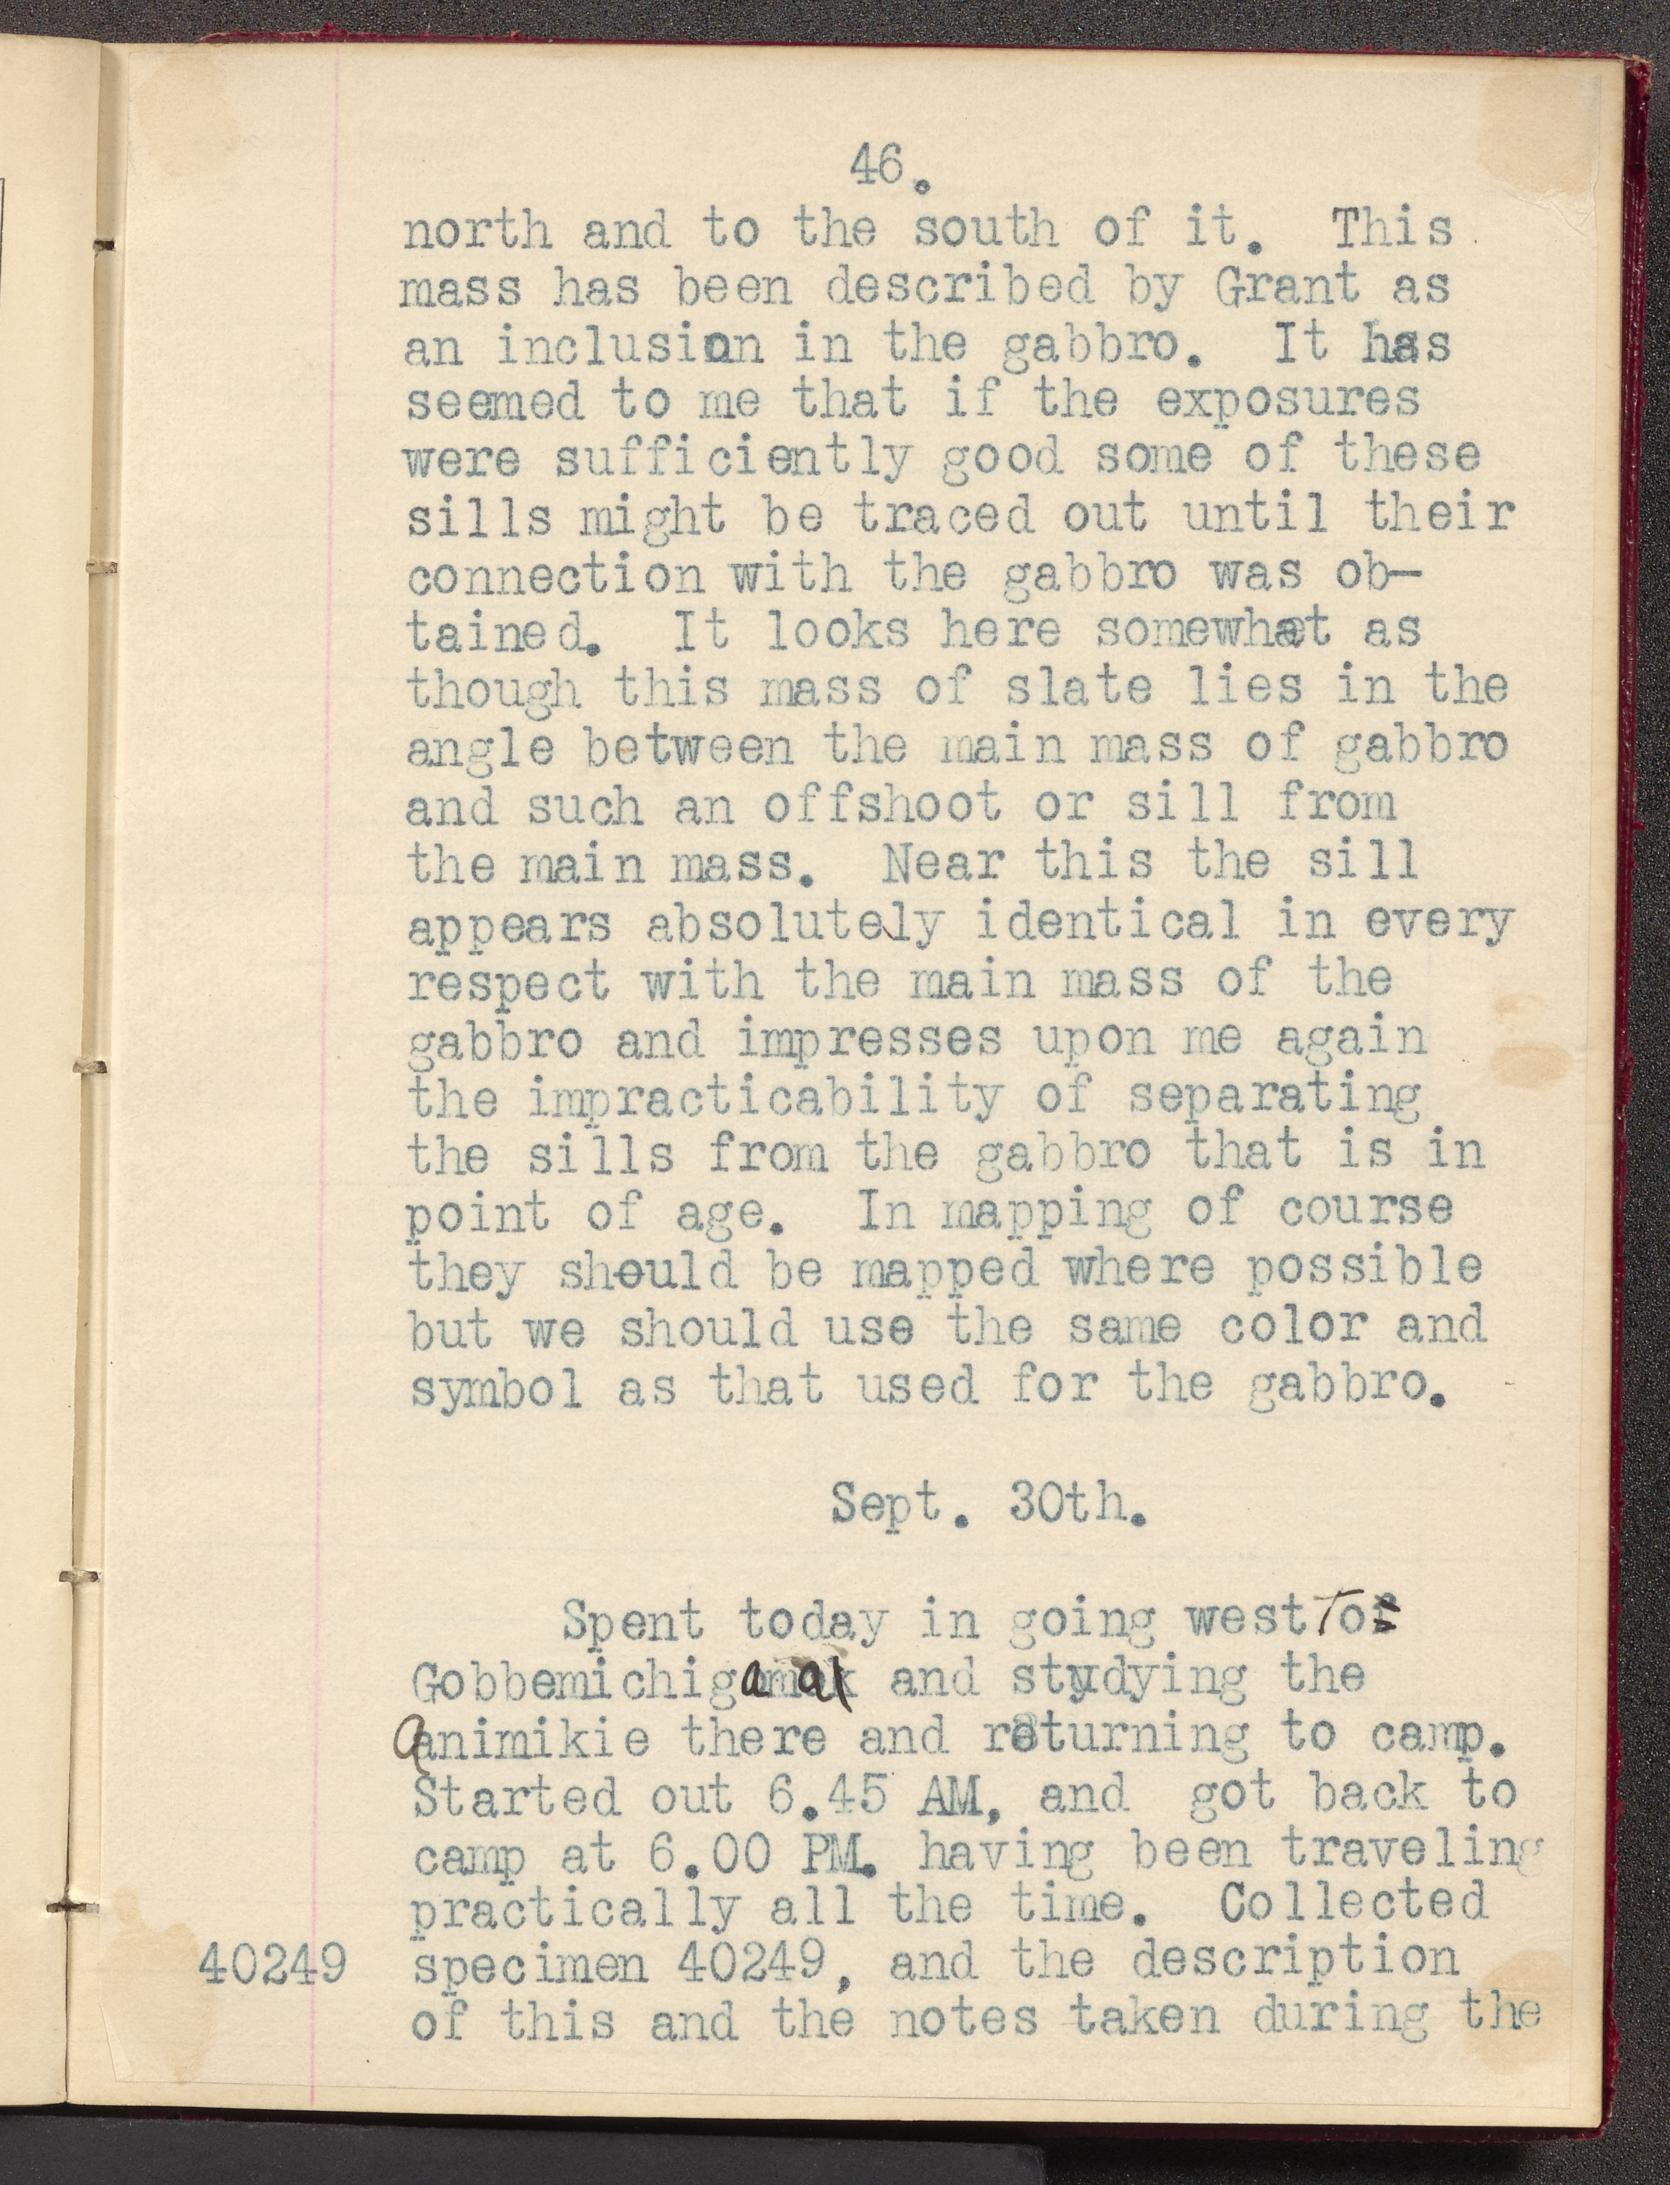 46.
north and to the south of it. This
mass has been described by Grant as
an inclusion in the gabbro. It has
seemed to me that if the exposures
were sufficiently good some of these
sills might be traced out until their
connection with the gabbro was ob-
tained. It looks here somewhat as
though this mass of slate lies in the
angle between the main mass of gabbro
and such an offshoot or sill from
the main mass. Near this the sill
appears absolutely identical in every
respect with the main mass of the
gabbro and impresses upon me again
the impracticability of separating
the sills from the gabbro that is in
point of age. In mapping of course
they should be mapped where possible
but we should use the same color and
symbol as that used for the gabbro.
Sept. 30th.
Spent today in going west to
and studying the
Animikie there and returning to camp.
Started out 6.45 AM, and got back to
camp at 6.00 PM. having been traveling
practically all the time. Collected
40249 specimen 40249, and the description
of this and the notes taken during the